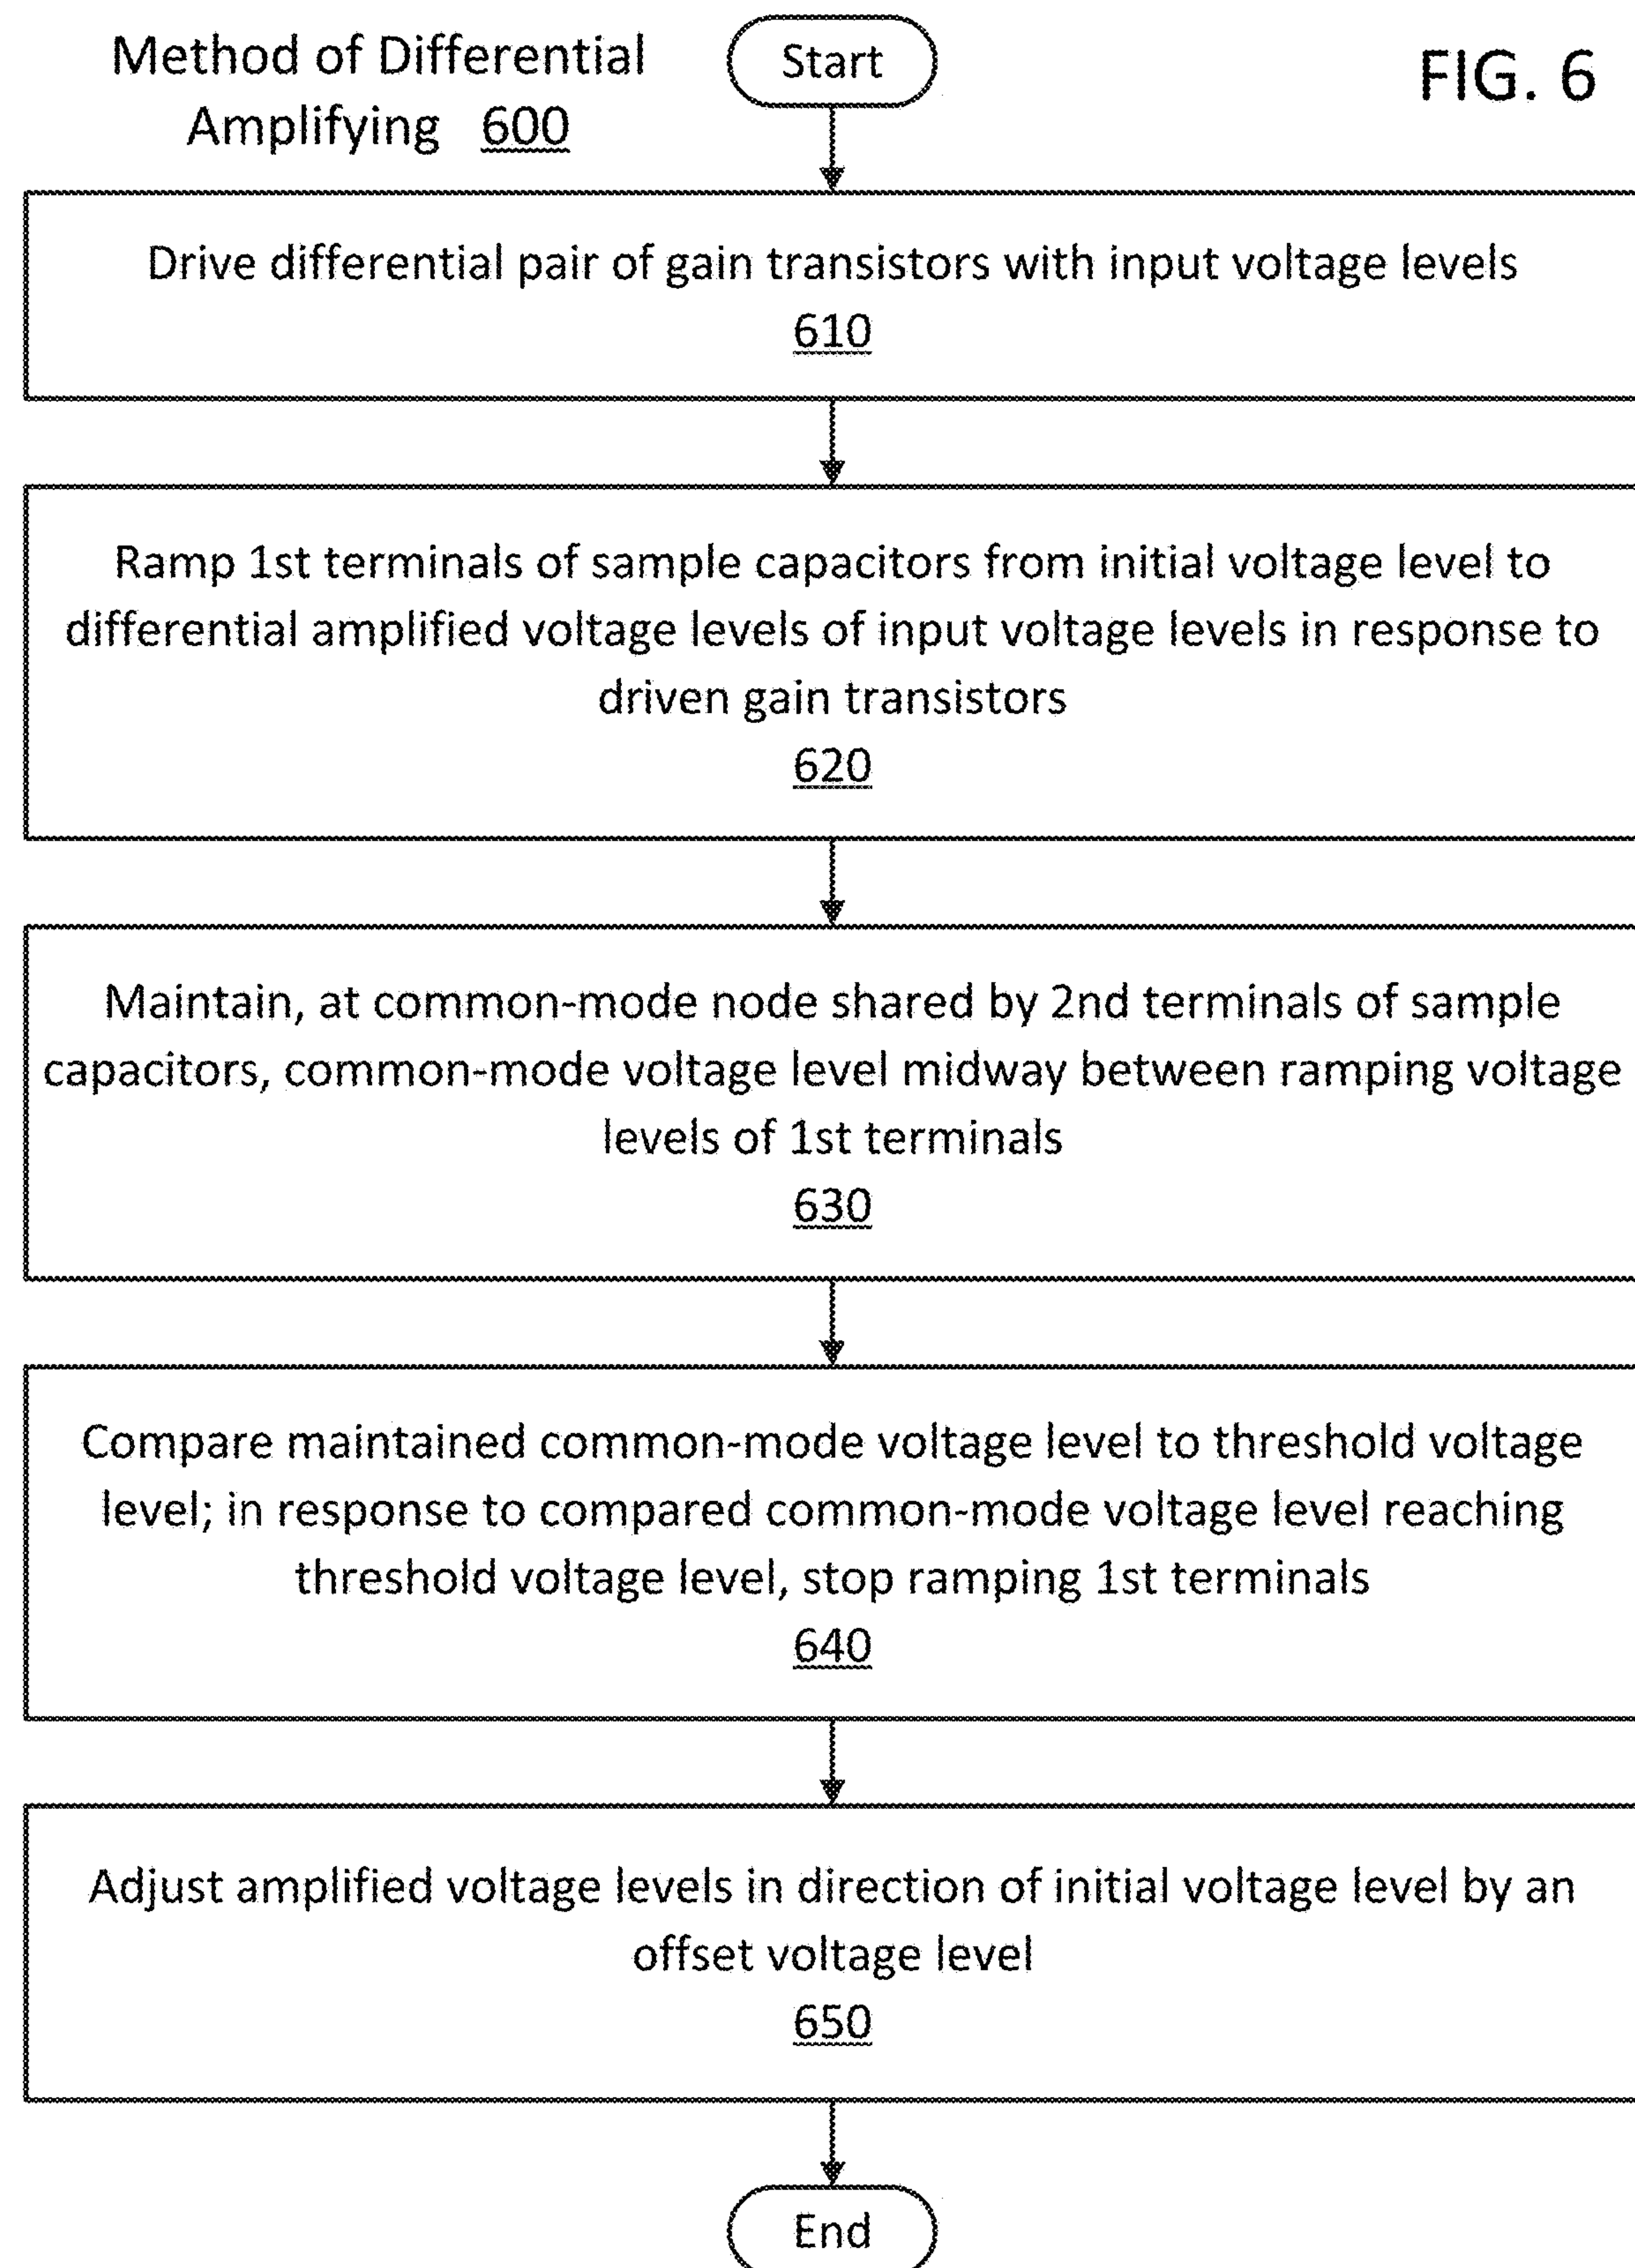 Method of Differential
Amplifying 600
Start
FIG. 6
Drive differential pair of gain transistors with input voltage levels
610
Ramp 1st terminals of sample capacitors from initial voltage level to
differential amplified voltage levels of input voltage levels in response to
driven gain transistors
620
Maintain, at common-mode node shared by 2nd terminals of sample
capacitors, common-mode voltage level midway between ramping voltage
levels of 1st terminals
630
Compare maintained common-mode voltage level to threshold voltage
level; in response to compared common-mode voltage level reaching
threshold voltage level, stop ramping 1st terminals
640
Adjust amplified voltage levels in direction of initial voltage level by an
offset voltage level
650
End